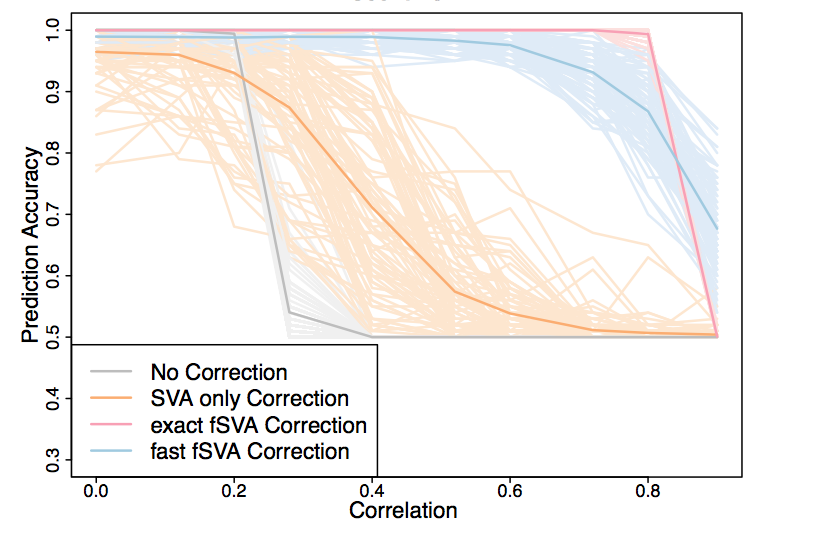 1.0
0.9
0.8
0.7
0.6
0.5
0.4
0.3
Prediction Accuracy
No Correction
SVA only Correction
exact fSVA Correction
fast fSVA Correction
0.0 0.2 0.4 0.6 0.8
Correlation